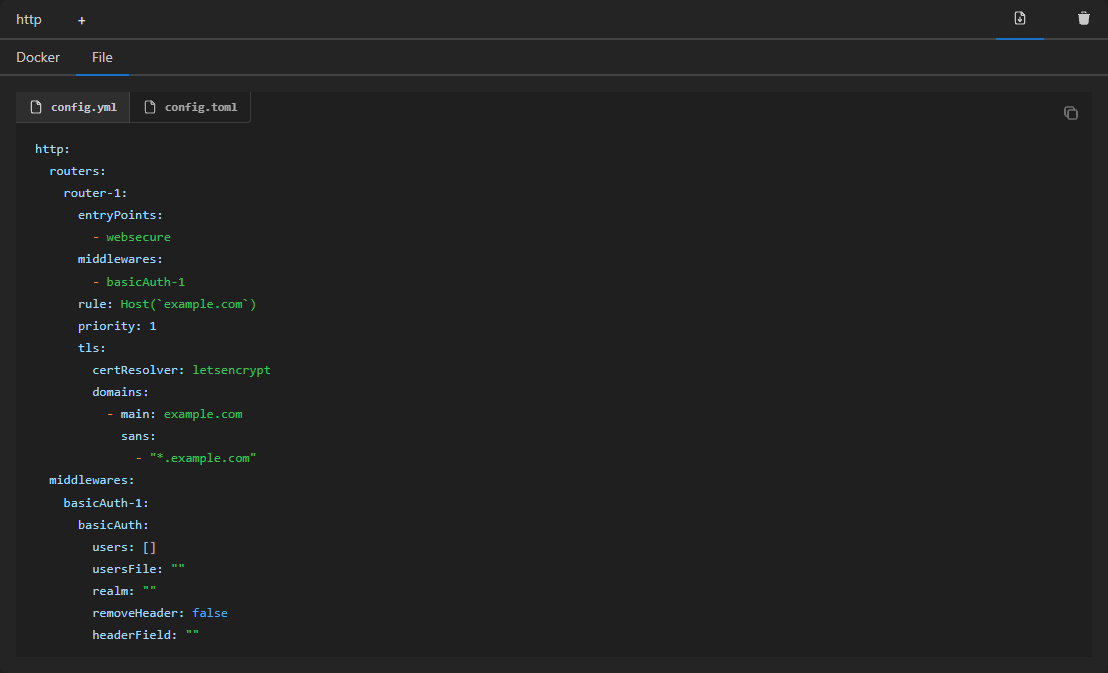 http +
Docker File
config.yml config.toml
http:
  routers:
    router-1:
      entryPoints:
        - websecure
      middlewares:
        - basicAuth-1
      rule: Host(`example.com`)
      priority: 1
      tls:
        certResolver: letsencrypt
        domains:
          - main: example.com
            sans:
              - "*.example.com"
  middlewares:
    basicAuth-1:
      basicAuth:
        users: []
        usersFile: ""
        realm: ""
        removeHeader: false
        headerField: ""